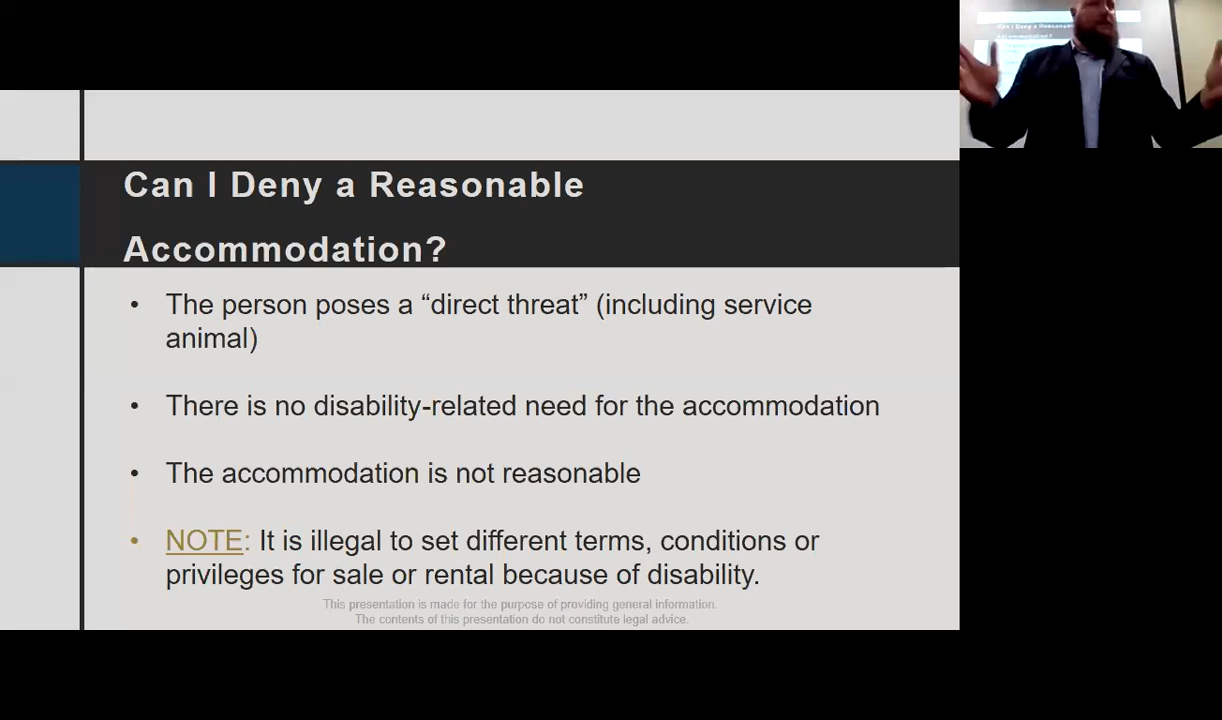 Can I Deny a Reasonable
Accommodation?
• The person poses a “direct threat” (including service
animal)
• There is no disability-related need for the accommodation
• The accommodation is not reasonable
• NOTE: It is illegal to set different terms, conditions or
privileges for sale or rental because of disability.
This presentation is made for the purpose of providing general information.
The contents of this presentation do not constitute legal advice.
Can I Deny a
Accommodation?